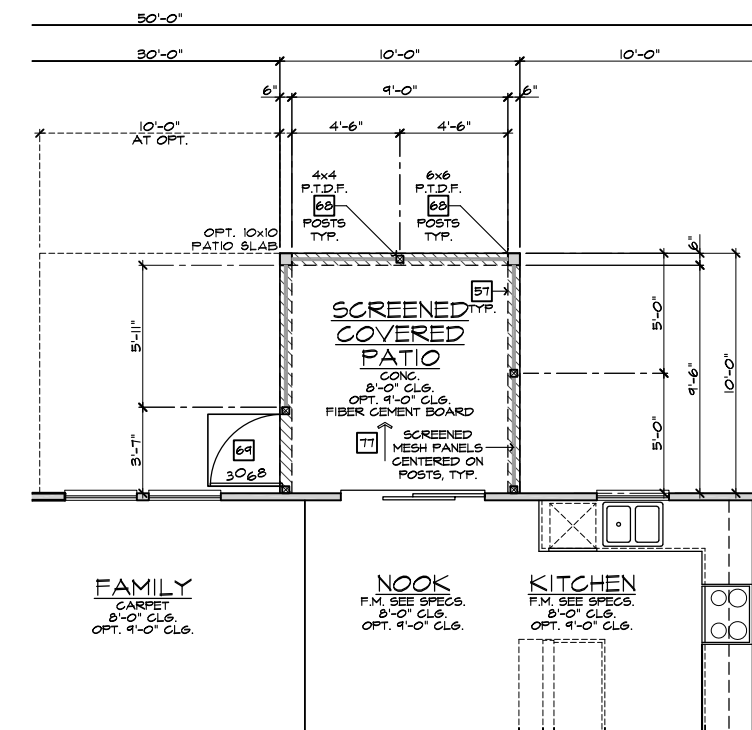 50'-0"
30'-0"
10'-0"
10'-0"
6"
9'-0"
6"
10'-0"
AT OPT.
4'-6"
4'-6"
4x4
P.T.D.F.
68
POSTS
TYP.
6x6
P.T.D.F.
68
POSTS
TYP.
OPT. 10x10
PATIO SLAB
6"
57
TYP.
SCREENED
COVERED
PATIO
CONC.
8'-0" CLG.
OPT. 9'-0" CLG.
FIBER CEMENT BOARD
5'-11"
5'-0"
9'-6"
10'-0"
77
SCREENED
MESH PANELS
CENTERED ON
POSTS, TYP.
69
3068
3'-7"
5'-0"
FAMILY
CARPET
8'-0" CLG.
OPT. 9'-0" CLG.
NOOK
F.M. SEE SPECS.
8'-0" CLG.
OPT. 9'-0" CLG.
KITCHEN
F.M. SEE SPECS.
8'-0" CLG.
OPT. 9'-0" CLG.